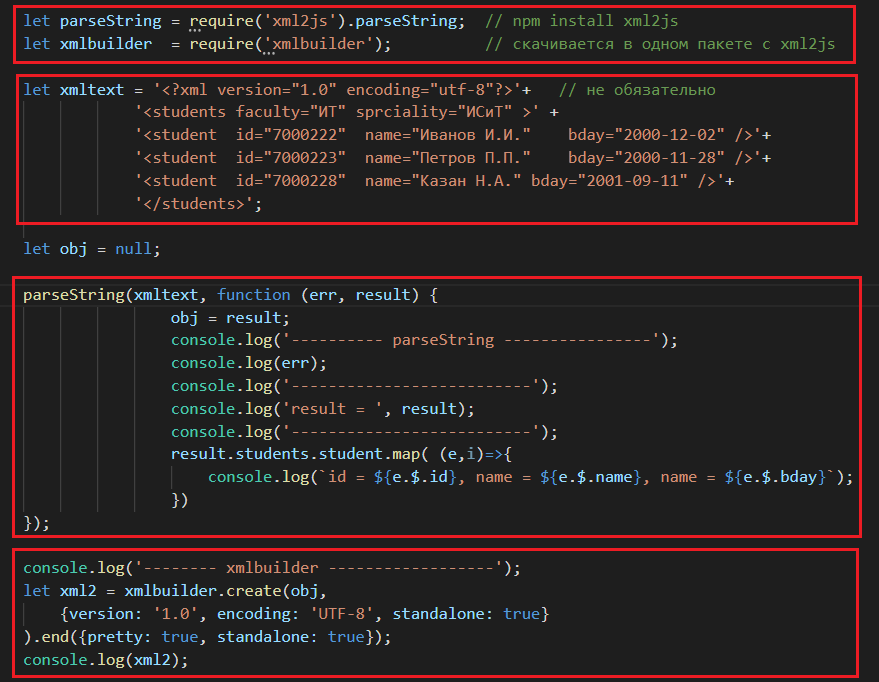 let parseString = require('xml2js').parseString;  // npm install xml2js
let xmlbuilder  = require('xmlbuilder');          // скачивается в одном пакете с xml2js
let xmltext = '<?xml version="1.0" encoding="utf-8"?>'+   // не обязательно
            '<students faculty="ИТ" sprciality="ИСиТ" >' +
            '<student  id="7000222"  name="Иванов И.И."    bday="2000-12-02" />'+
            '<student  id="7000223"  name="Петров П.П."    bday="2000-11-28" />'+
            '<student  id="7000228"  name="Казан Н.А." bday="2001-09-11" />'+
            '</students>';
let obj = null;
parseString(xmltext, function (err, result) {
                obj = result;
                console.log('---------- parseString ----------------');
                console.log(err);
                console.log('--------------------------');
                console.log('result = ', result);
                console.log('--------------------------');
                result.students.student.map( (e,i)=>{
                    console.log(`id = ${e.$.id}, name = ${e.$.name}, name = ${e.$.bday}`);
                })
});
console.log('-------- xmlbuilder ------------------');
let xml2 = xmlbuilder.create(obj,
    {version: '1.0', encoding: 'UTF-8', standalone: true}
).end({pretty: true, standalone: true});
console.log(xml2);